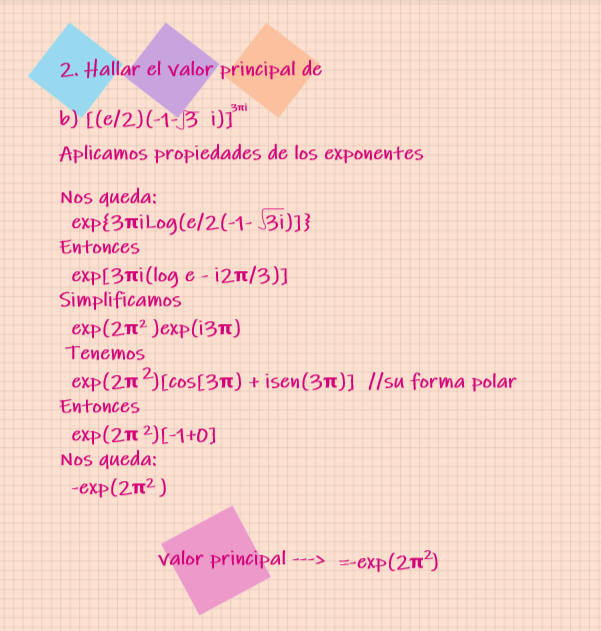 2. Hallar el valor principal de
b) [(e/2)(-1-√3 i)]³πi
Aplicamos propiedades de los exponentes
Nos queda:
exp{3πiLog(e/2(-1-√3i)]}
Entonces
exp[3πi(log e - i2π/3)]
Simplificamos
exp(2π²)exp(i3π)
Tenemos
exp(2π²)[cos[3π) + isen(3π)] //su forma polar
Entonces
exp(2π²)[-1+0]
Nos queda:
-exp(2π²)
valor principal ---> =-exp(2π²)